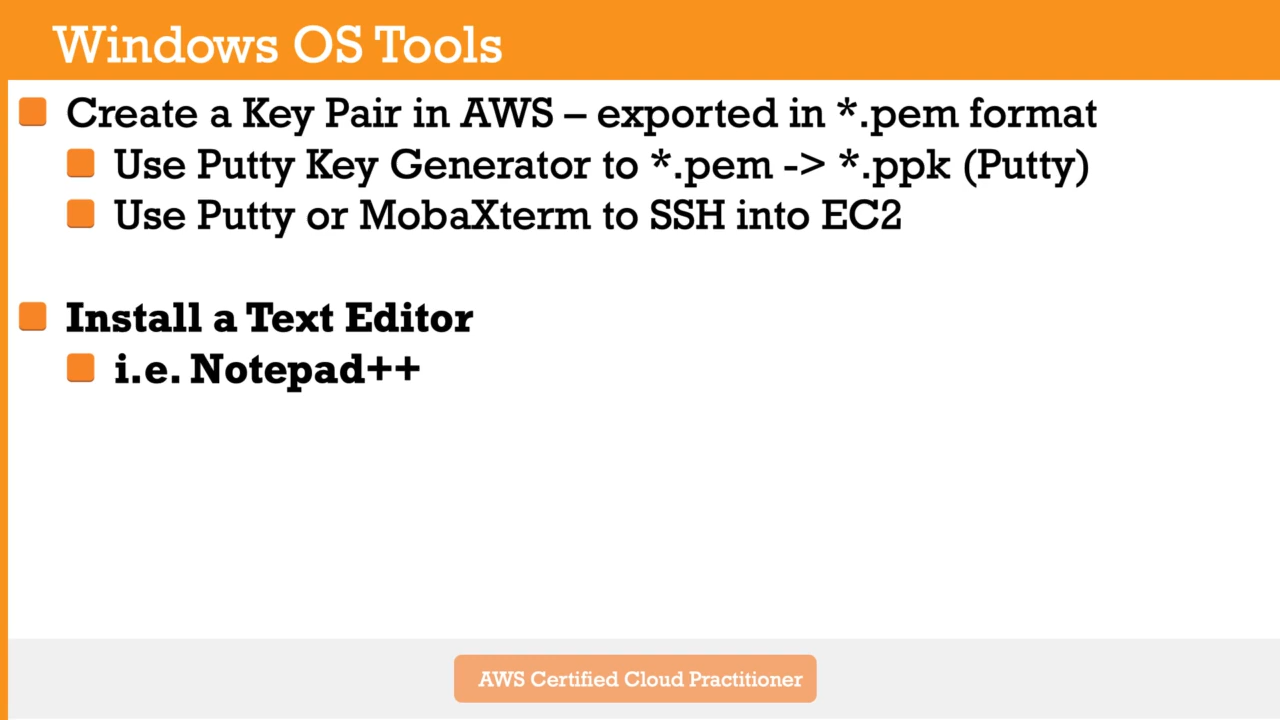 Windows OS Tools
Create a Key Pair in AWS – exported in *.pem format
Use Putty Key Generator to *.pem -> *.ppk (Putty)
Use Putty or MobaXterm to SSH into EC2
Install a Text Editor
i.e. Notepad++
AWS Certified Cloud Practitioner